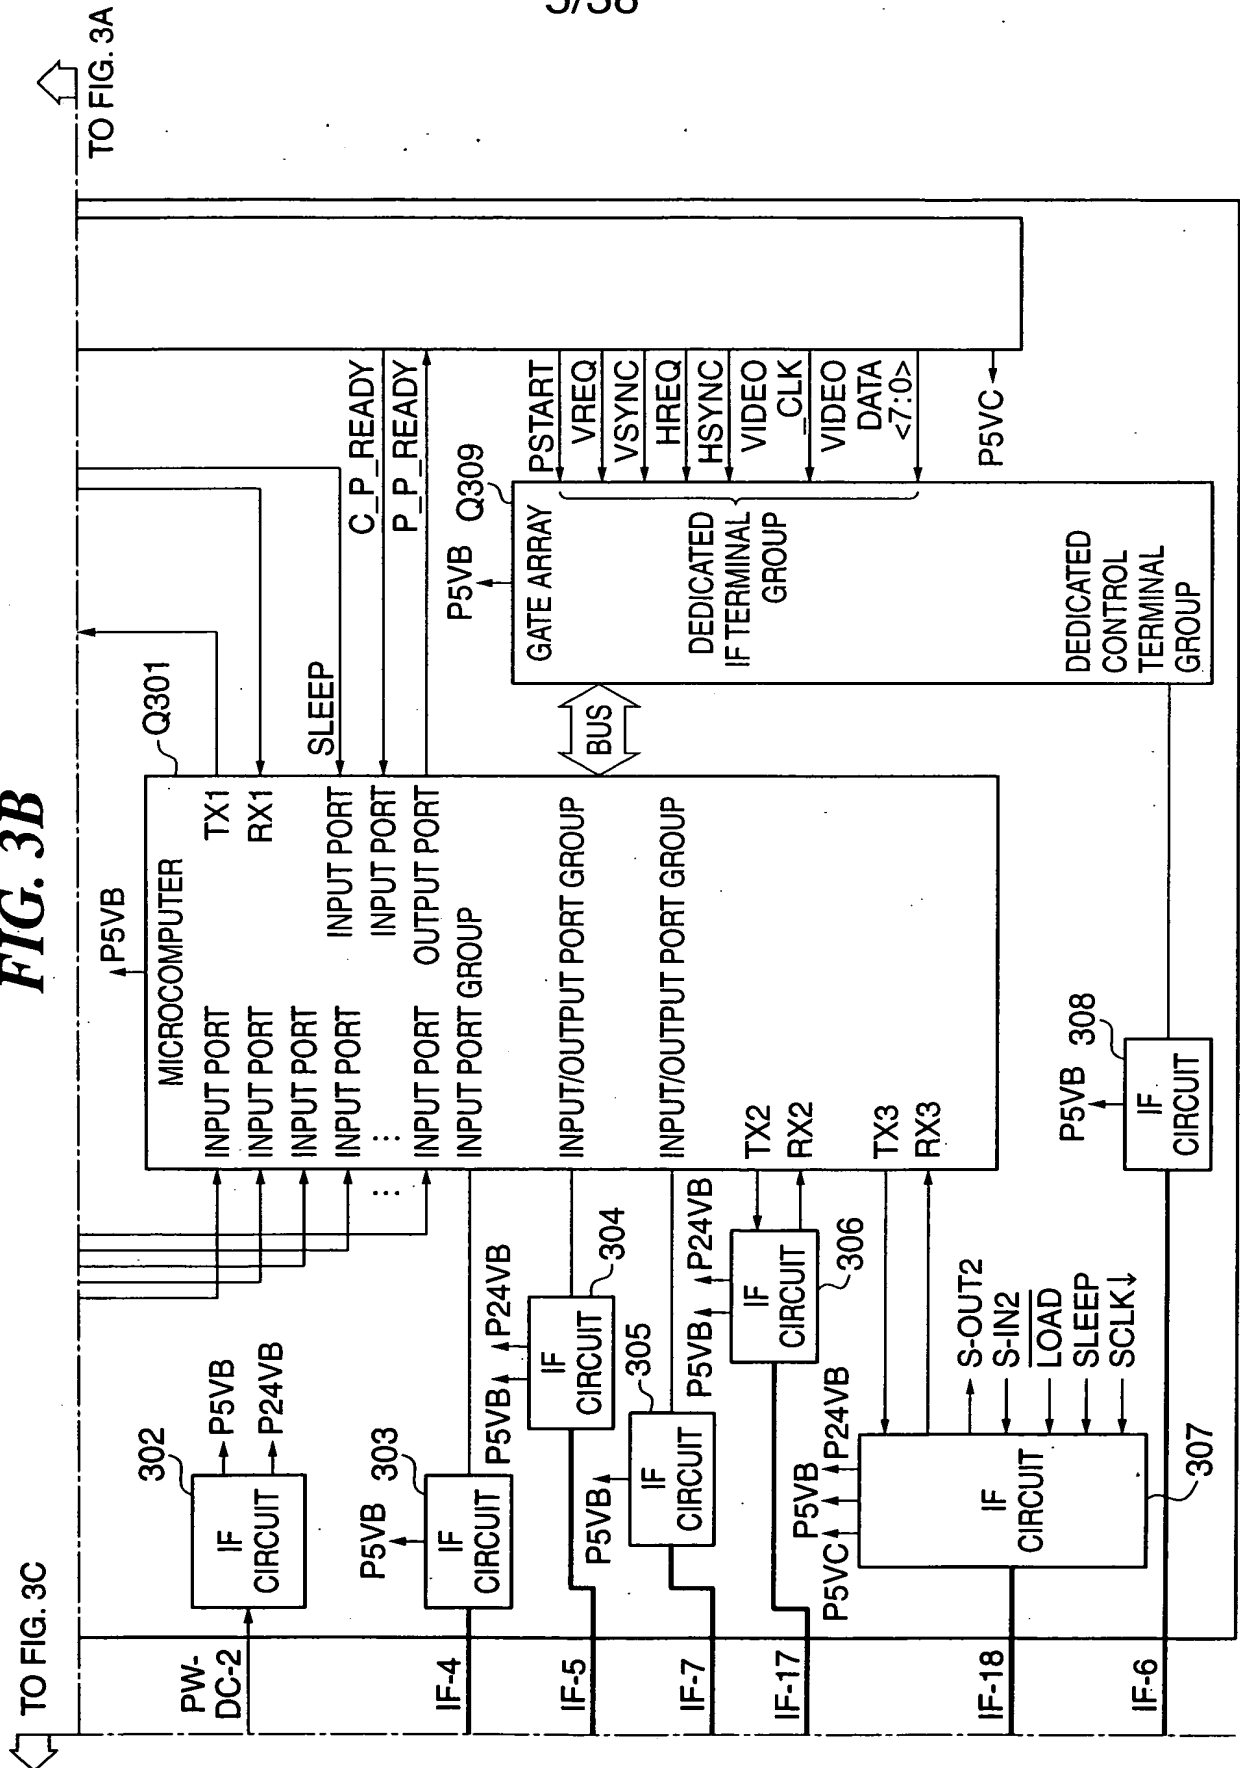 5/38
FIG. 3B
TO FIG. 3A
TO FIG. 3C
PW-
DC-2
302
IF
CIRCUIT
P5VB
P24VB
IF-4
303
P5VB
IF
CIRCUIT
IF-5
304
P5VB
P24VB
IF
CIRCUIT
IF-7
305
P5VB
IF
CIRCUIT
IF-17
306
P5VB
P24VB
IF
CIRCUIT
IF-18
307
P5VC
P5VB
P24VB
IF
CIRCUIT
S-OUT2
S-IN2
LOAD
SLEEP
SCLK↓
IF-6
308
P5VB
IF
CIRCUIT
P5VB
Q301
MICROCOMPUTER
INPUT PORT
INPUT PORT
INPUT PORT
INPUT PORT
...
...
INPUT PORT
INPUT PORT GROUP
INPUT/OUTPUT PORT GROUP
INPUT/OUTPUT PORT GROUP
TX2
RX2
TX3
RX3
TX1
RX1
INPUT PORT
INPUT PORT
OUTPUT PORT
SLEEP
C_P_READY
P_P_READY
BUS
P5VB
Q309
GATE ARRAY
DEDICATED
IF TERMINAL
GROUP
DEDICATED
CONTROL
TERMINAL
GROUP
PSTART
VREQ
VSYNC
HREQ
HSYNC
VIDEO
_CLK
VIDEO
DATA
<7:0>
P5VC